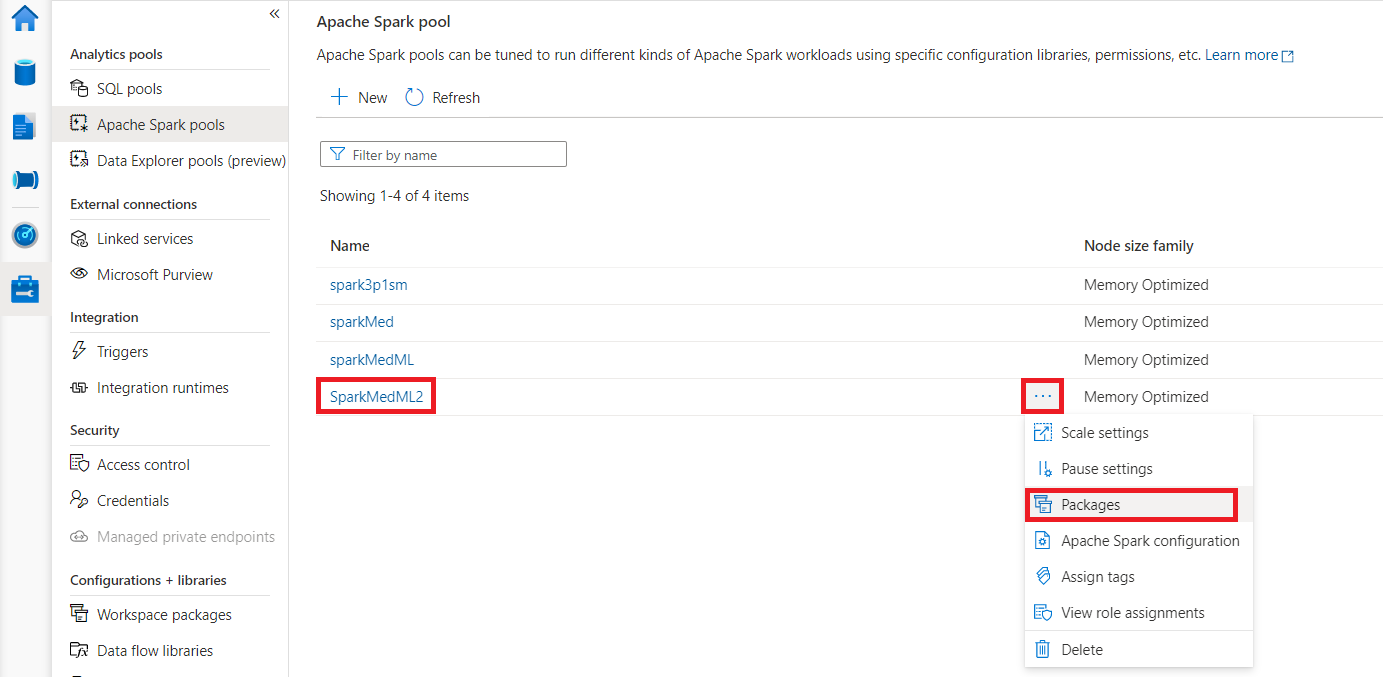 «
Analytics pools
SQL pools
Apache Spark pools
Data Explorer pools (preview)
External connections
Linked services
Microsoft Purview
Integration
Triggers
Integration runtimes
Security
Access control
Credentials
Managed private endpoints
Configurations + libraries
Workspace packages
Data flow libraries
Apache Spark pool
Apache Spark pools can be tuned to run different kinds of Apache Spark workloads using specific configuration libraries, permissions, etc. Learn more
New Refresh
Filter by name
Showing 1-4 of 4 items
Name Node size family
spark3p1sm Memory Optimized
sparkMed Memory Optimized
sparkMedML Memory Optimized
SparkMedML2 ... Memory Optimized
Scale settings
Pause settings
Packages
Apache Spark configuration
Assign tags
View role assignments
Delete